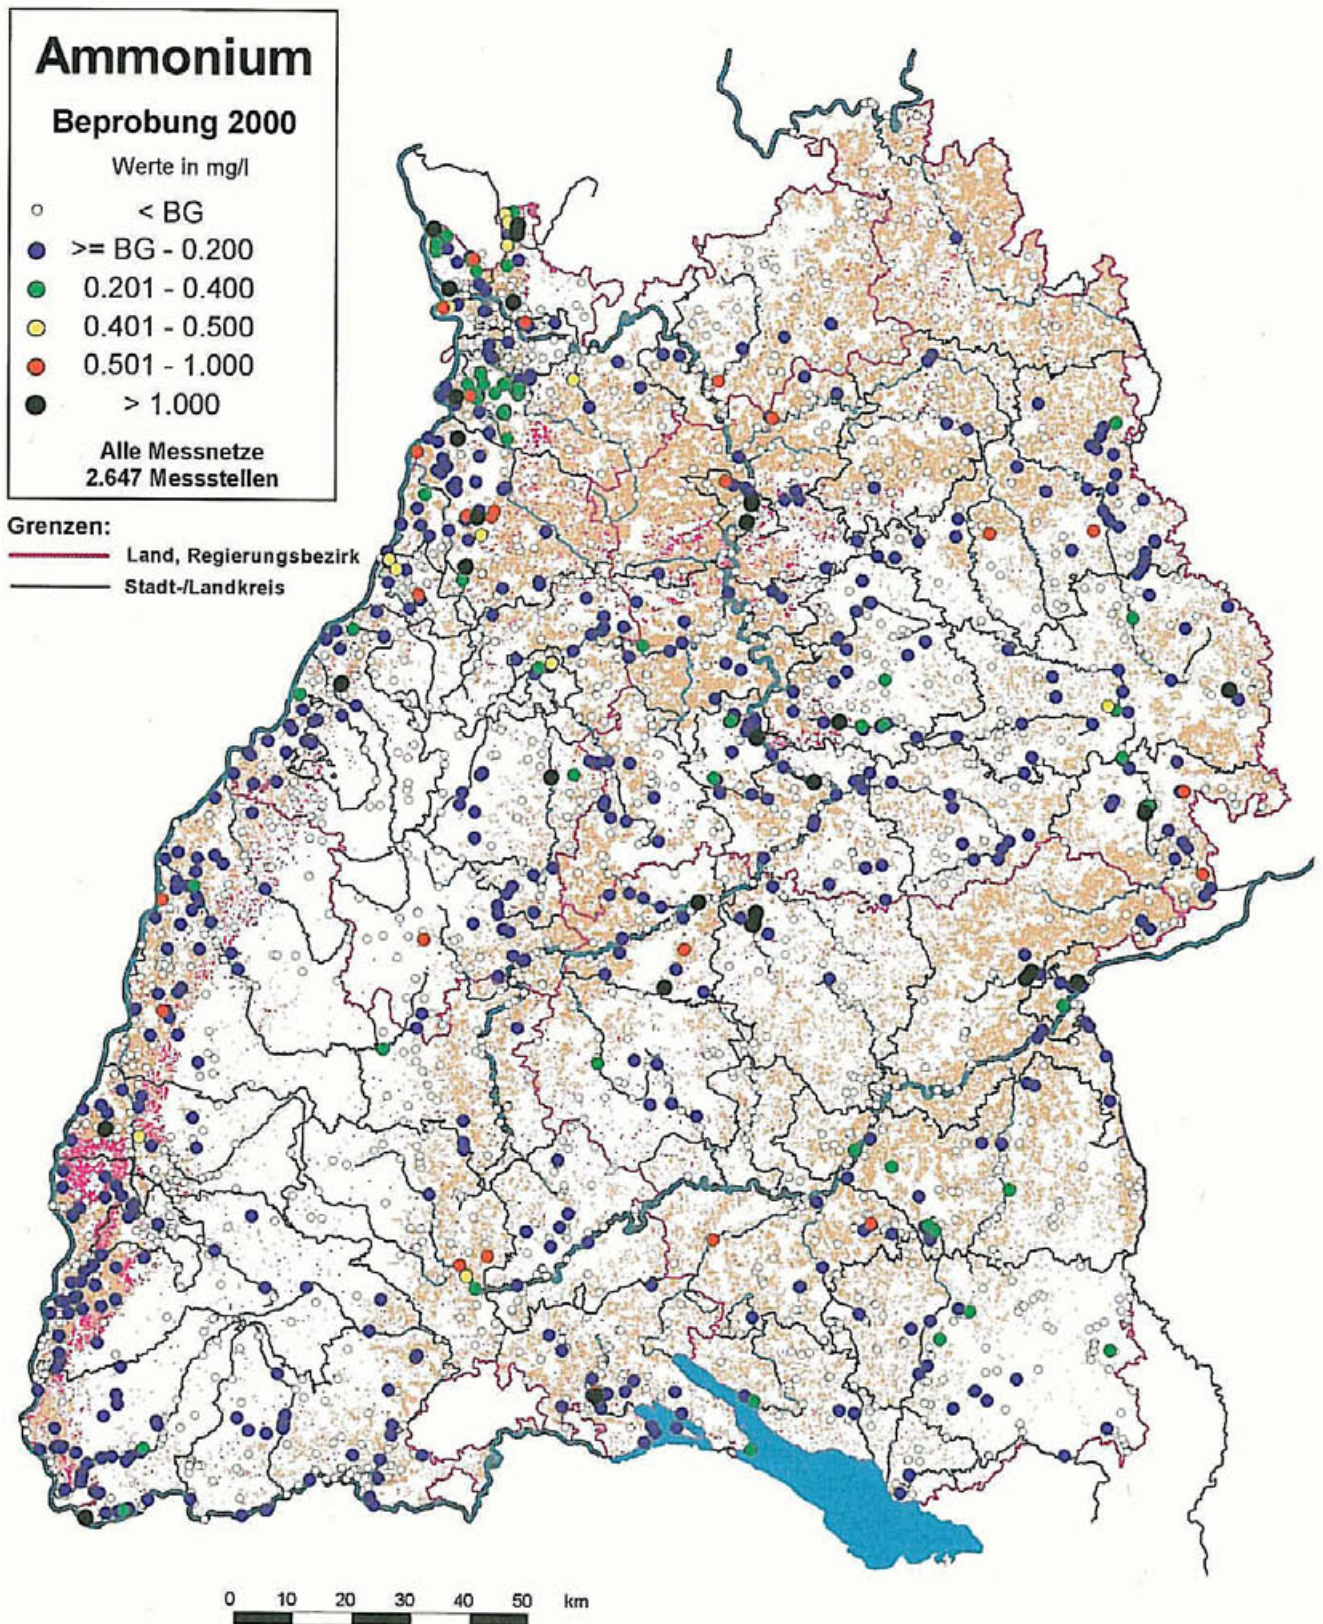 Ammonium
Beprobung 2000
Werte in mg/l
< BG
>= BG - 0.200
0.201 - 0.400
0.401 - 0.500
0.501 - 1.000
> 1.000
Alle Messnetze
2.647 Messstellen
Grenzen:
Land, Regierungsbezirk
Stadt-/Landkreis
0 10 20 30 40 50 km